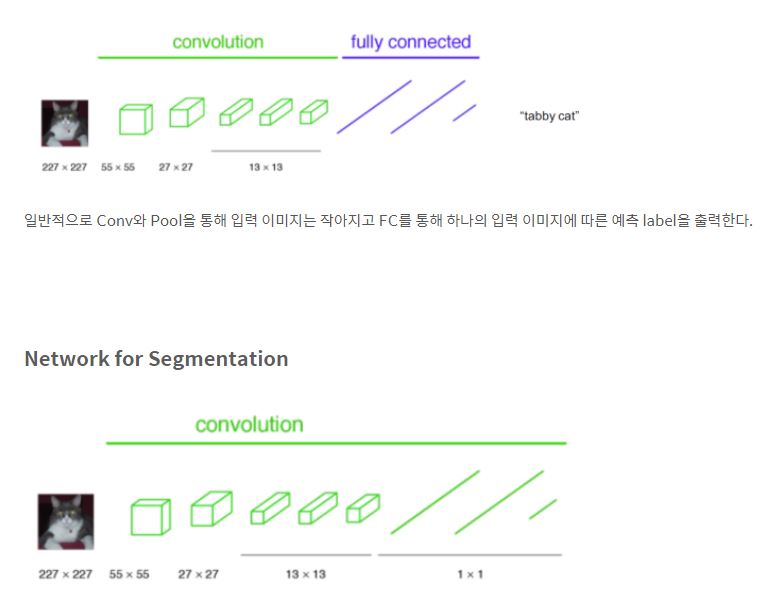 convolution fully connected
"tabby cat"
227 × 227 55 × 55 27 × 27 13 × 13
일반적으로 Conv와 Pool을 통해 입력 이미지는 작아지고 FC를 통해 하나의 입력 이미지에 따른 예측 label을 출력한다.
Network for Segmentation
convolution
227 × 227 55 × 55 27 × 27 13 × 13 1 × 1